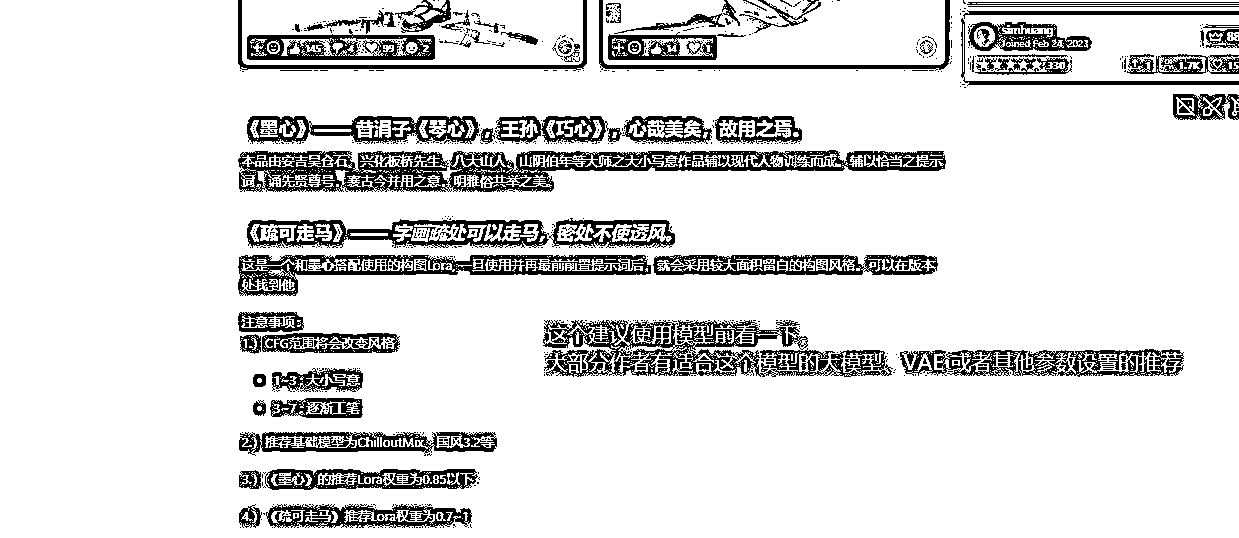 Simhuang
Joined Feb 24, 2023
《墨心》——昔涓子《琴心》，王孙《巧心》，心哉美矣，故用之焉。
本品由安吉吴仓石、兴化板桥先生、八大山人、山阴伯年等大师之大小写意作品辅以现代人物训练而成。辅以恰当之提示
词，诵先贤尊号，
《疏可走马》——字画疏处可以走马，密处不使透风。
这是一个和墨心搭配使用的构图Lora，一旦使用并再最前前置提示词后，就会采用较大面积留白的构图风格。可以在版本
处找到他
注意事项：
1.）CFG范围将会改变风格
1~3:大小写意
3~7:逐渐工笔
这个建议使用模型前看一下。
大部分作者有适合这个模型的大模型、VAE或者其他参数设置的推荐
2.）推荐基础模型为ChilloutMix、国风3.2等
3.）《墨心》的推荐Lora权重为0.85以下
4.）《疏可走马》推荐Lora权重为0.7~1